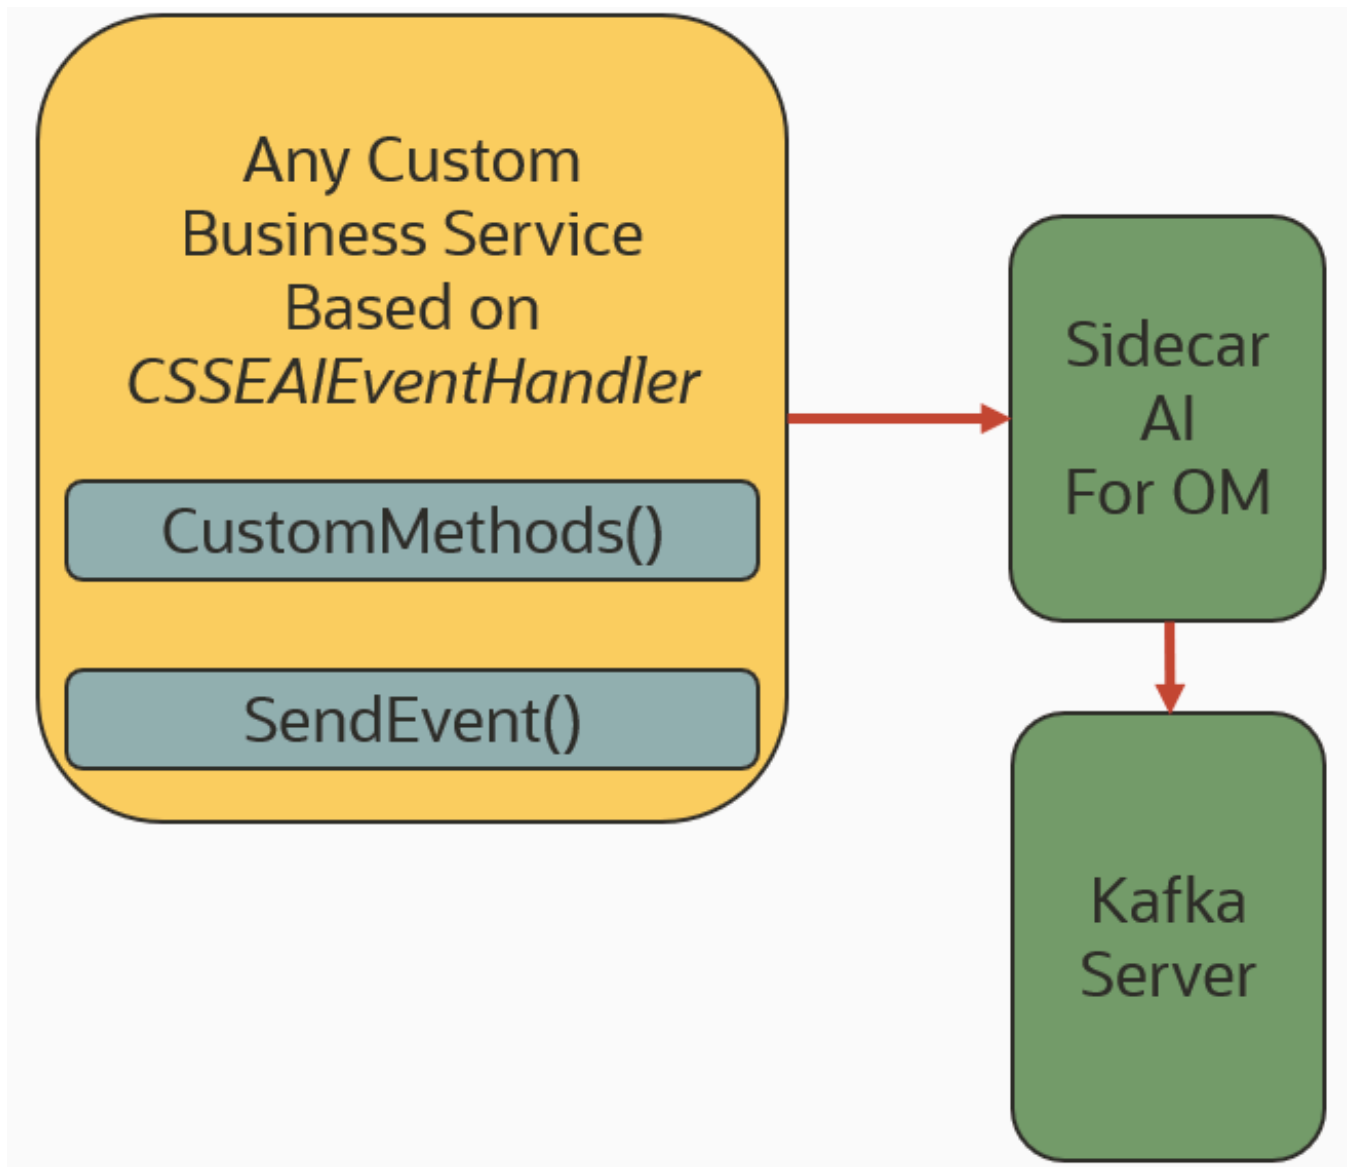 Any Custom
Business Service
Based on
CSSEAIEventHandler
CustomMethods()
SendEvent()
Sidecar
AI
For OM
Kafka
Server